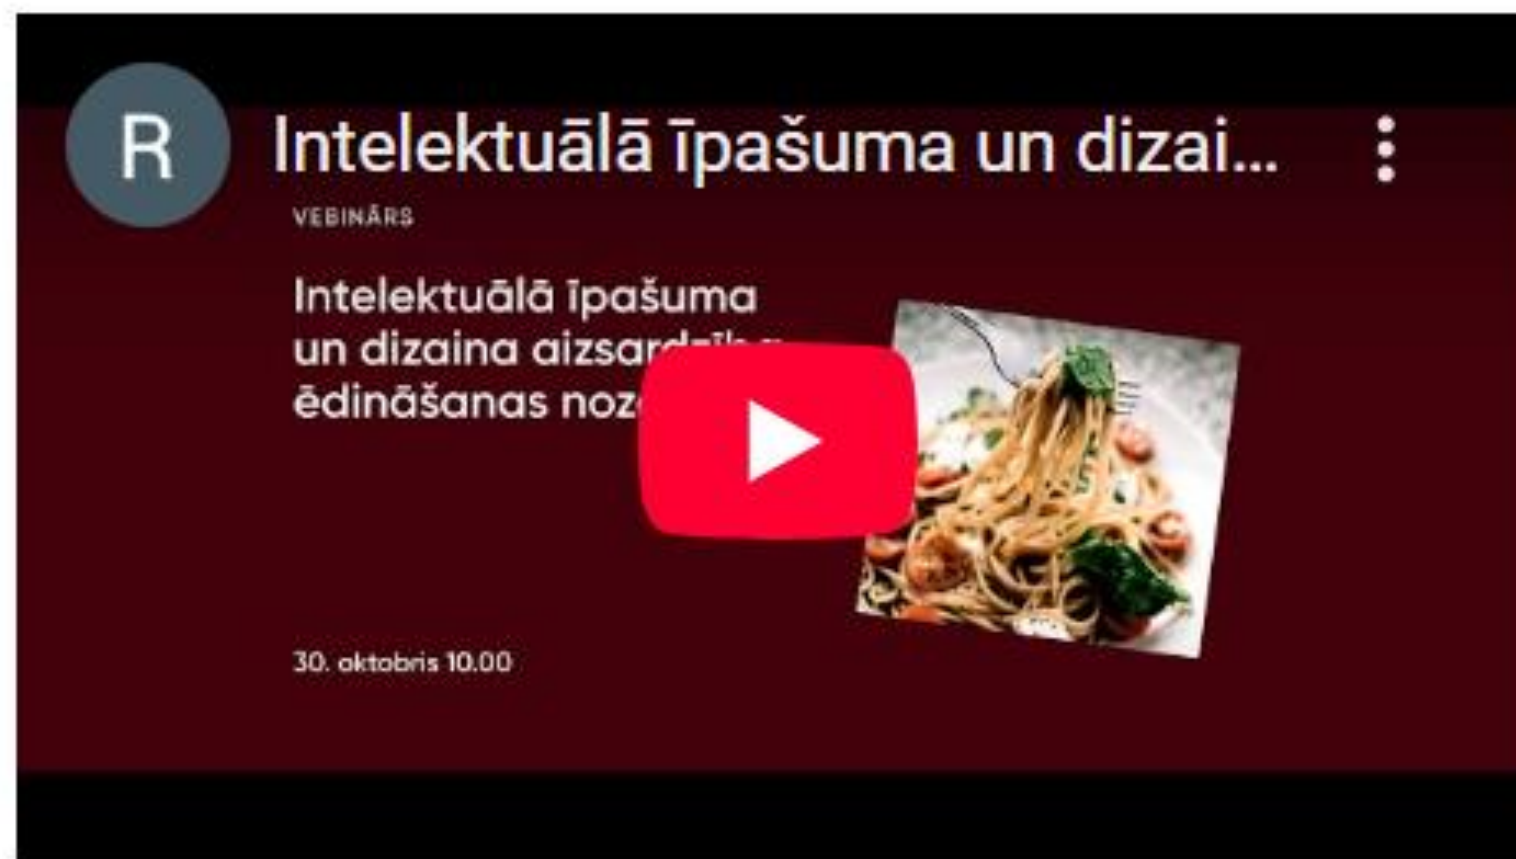 R
Intelektuālā īpašuma un dizai...
VEBINĀRS
Intelektuālā īpašuma
un dizaina
ēdināšanas
30. oktobris 10.00